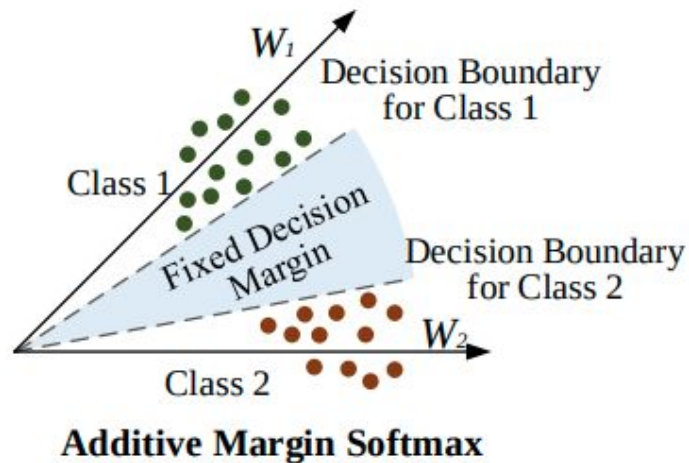 W1
Decision Boundary
for Class 1
Class 1
Fixed Decision
Margin
Decision Boundary
for Class 2
W2
Class 2
Additive Margin Softmax